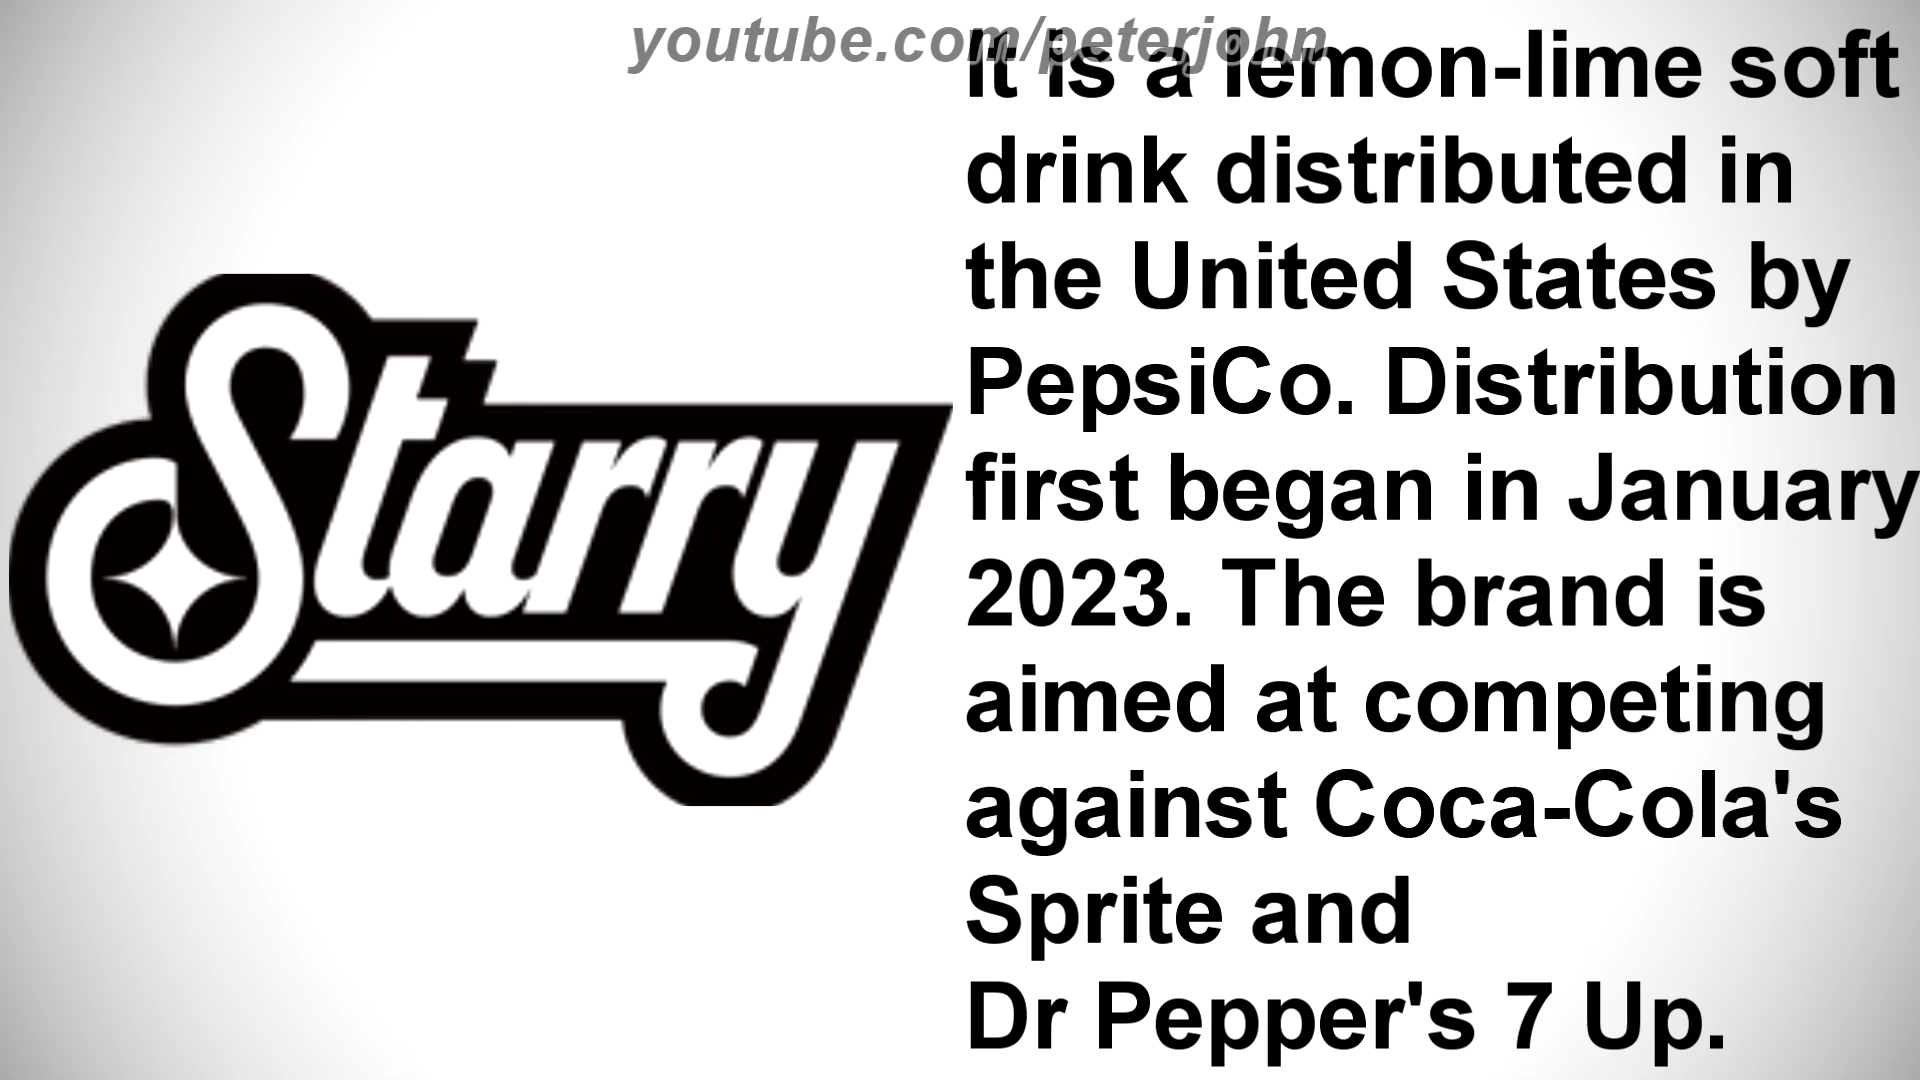 youtube.com/peterjohn
Starry
It is a lemon-lime soft
drink distributed in
the United States by
PepsiCo. Distribution
first began in January
2023. The brand is
aimed at competing
against Coca-Cola's
Sprite and
Dr Pepper's 7 Up.